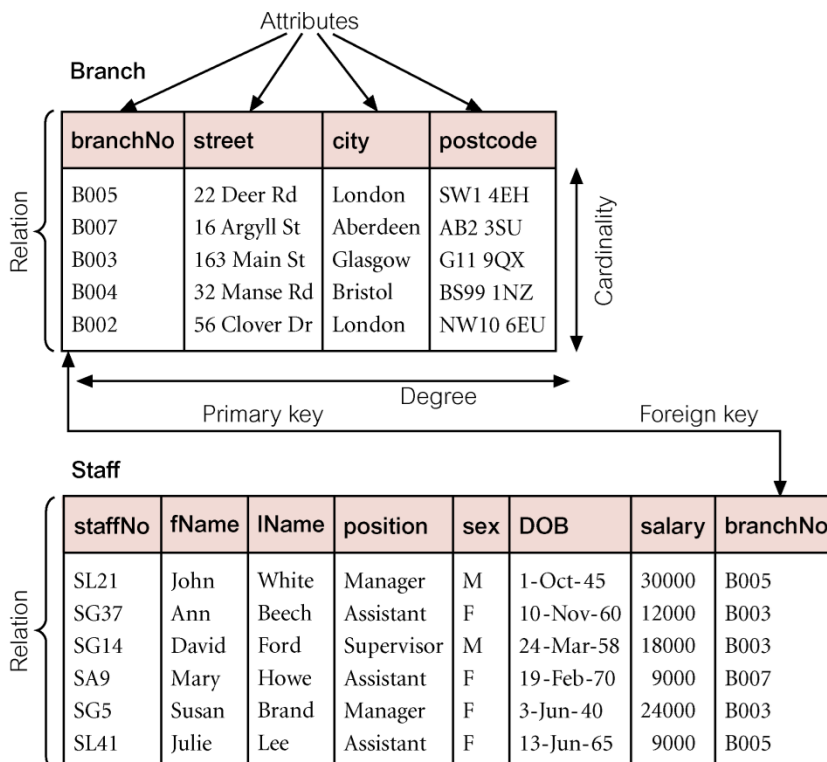 Attributes
Branch
Relation
branchNo street city postcode
B005 22 Deer Rd London SW1 4EH
B007 16 Argyll St Aberdeen AB2 3SU
B003 163 Main St Glasgow G11 9QX
B004 32 Manse Rd Bristol BS99 1NZ
B002 56 Clover Dr London NW10 6EU
Cardinality
Degree
Primary key Foreign key
Staff
Relation
staffNo fName lName position sex DOB salary branchNo
SL21 John White Manager M 1-Oct-45 30000 B005
SG37 Ann Beech Assistant F 10-Nov-60 12000 B003
SG14 David Ford Supervisor M 24-Mar-58 18000 B003
SA9 Mary Howe Assistant F 19-Feb-70 9000 B007
SG5 Susan Brand Manager F 3-Jun-40 24000 B003
SL41 Julie Lee Assistant F 13-Jun-65 9000 B005